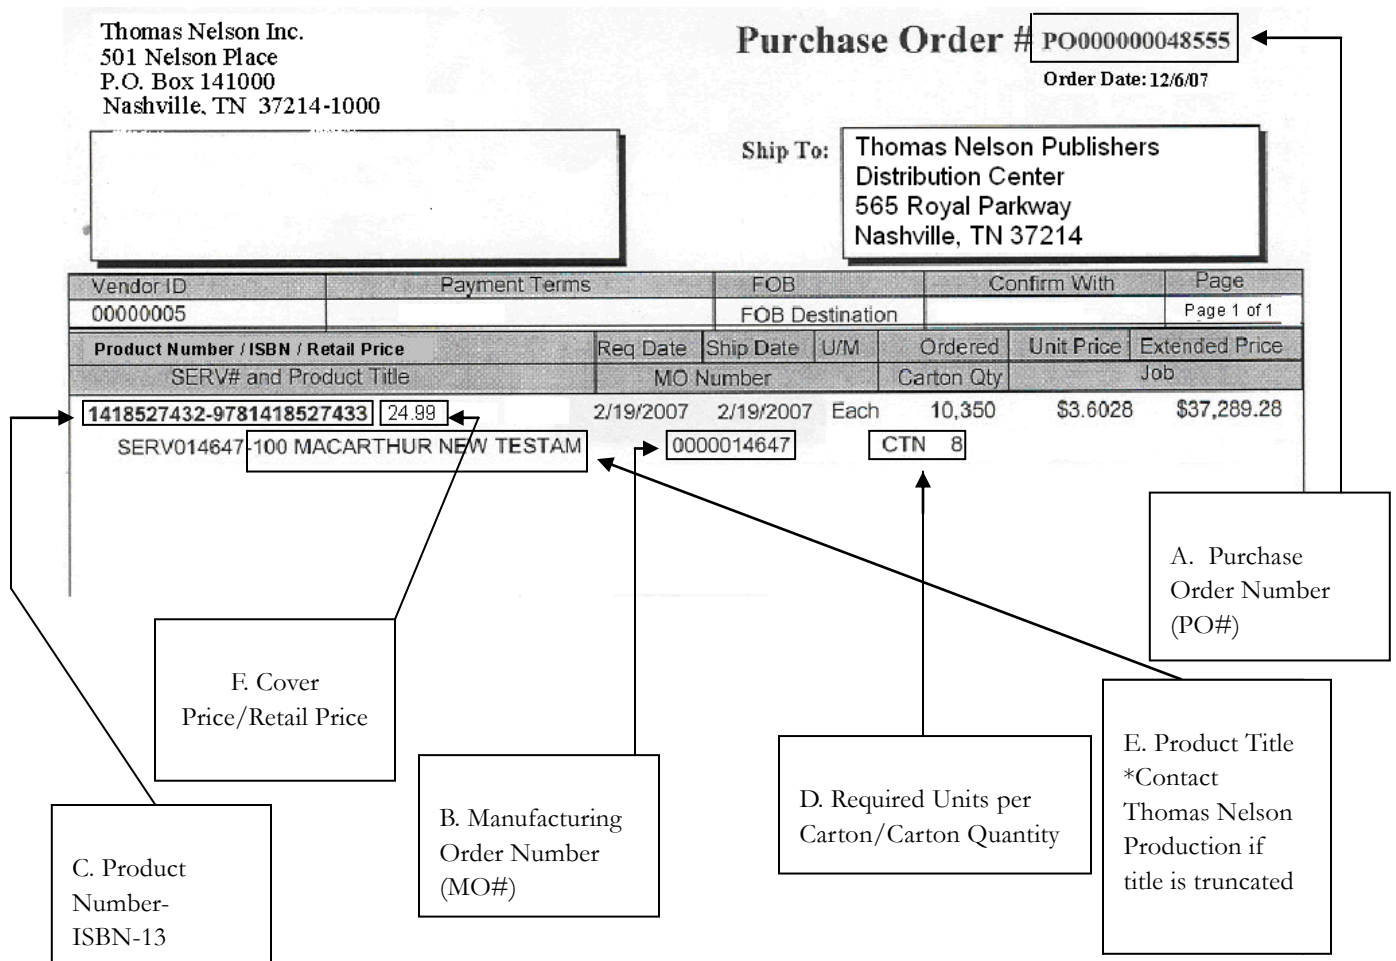 Thomas Nelson Inc.
501 Nelson Place
P.O. Box 141000
Nashville, TN 37214-1000
Purchase Order # PO000000048555
Order Date: 12/6/07
Ship To:
Thomas Nelson Publishers
Distribution Center
565 Royal Parkway
Nashville, TN 37214
Vendor ID Payment Terms FOB Confirm With Page
00000005 FOB Destination Page 1 of 1
Product Number / ISBN / Retail Price Req Date Ship Date U/M Ordered Unit Price Extended Price
SERV# and Product Title MO Number Carton Qty Job
1418527432-9781418527433 24.99 2/19/2007 2/19/2007 Each 10,350 $3.6028 $37,289.28
SERV014647-100 MACARTHUR NEW TESTAM 0000014647 CTN 8
A. Purchase
Order Number
(PO#)
F. Cover
Price/Retail Price
E. Product Title
*Contact
Thomas Nelson
Production if
title is truncated
D. Required Units per
Carton/Carton Quantity
B. Manufacturing
Order Number
(MO#)
C. Product
Number-
ISBN-13